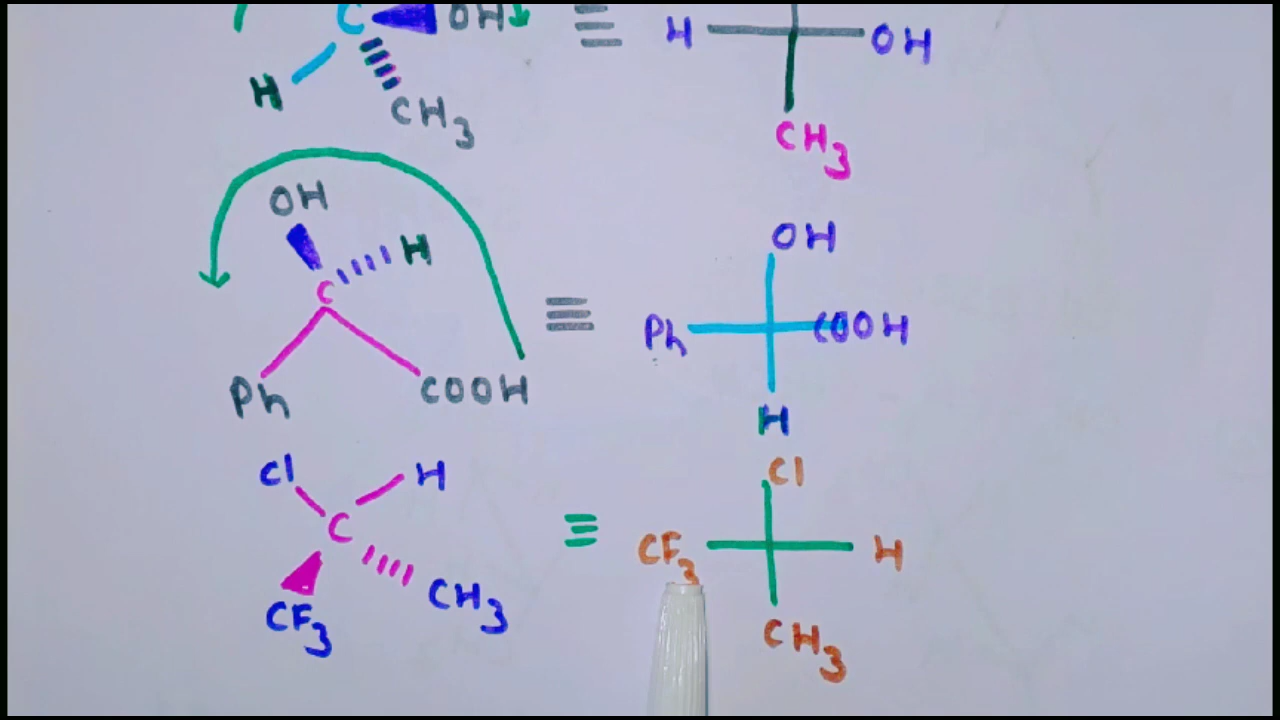 C OH ≡ H OH
H
CH3 CH3
OH
H OH
C ≡ Ph COOH
Ph COOH
H
Cl H Cl
C ≡ CF3 H
CF3 CH3 CH3